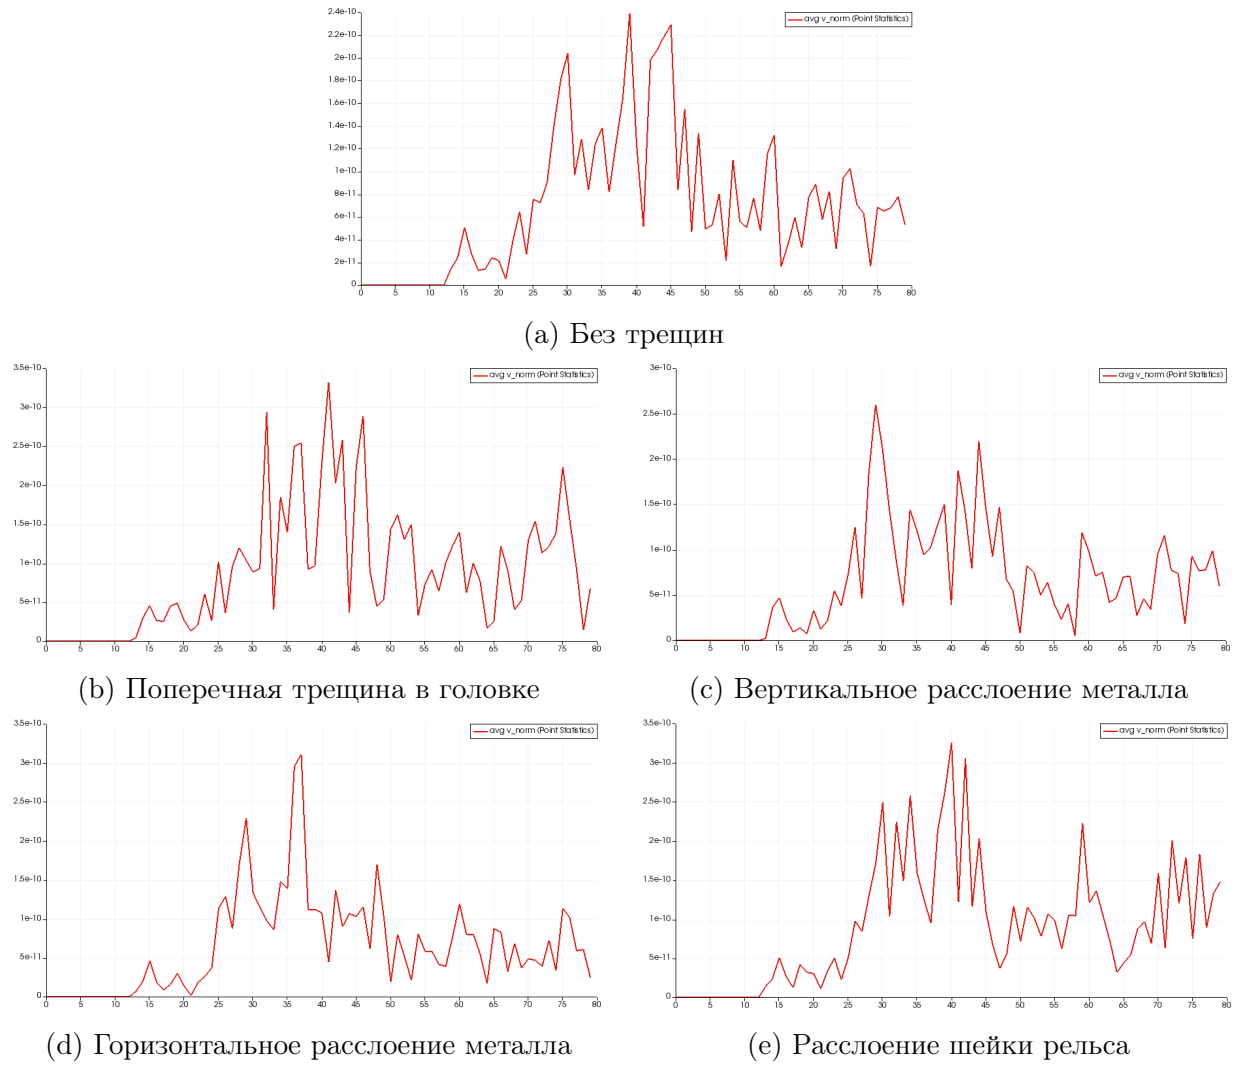 2.4e-10
avg v_norm (Point Statistics)
2.2e-10
2e-10
1.8e-10
1.6e-10
1.4e-10
1.2e-10
1e-10
8e-11
6e-11
4e-11
2e-11
0
0 5 10 15 20 25 30 35 40 45 50 55 60 65 70 75 80
(a) Без трещин
3.5e-10
avg v_norm (Point Statistics)
3e-10
2.5e-10
2e-10
1.5e-10
1e-10
5e-11
0
0 5 10 15 20 25 30 35 40 45 50 55 60 65 70 75 80
(b) Поперечная трещина в головке
3e-10
avg v_norm (Point Statistics)
2.5e-10
2e-10
1.5e-10
1e-10
5e-11
0
0 5 10 15 20 25 30 35 40 45 50 55 60 65 70 75 80
(c) Вертикальное расслоение металла
3.5e-10
avg v_norm (Point Statistics)
3e-10
2.5e-10
2e-10
1.5e-10
1e-10
5e-11
0
0 5 10 15 20 25 30 35 40 45 50 55 60 65 70 75 80
(d) Горизонтальное расслоение металла
3.5e-10
avg v_norm (Point Statistics)
3e-10
2.5e-10
2e-10
1.5e-10
1e-10
5e-11
0
0 5 10 15 20 25 30 35 40 45 50 55 60 65 70 75 80
(e) Расслоение шейки рельса